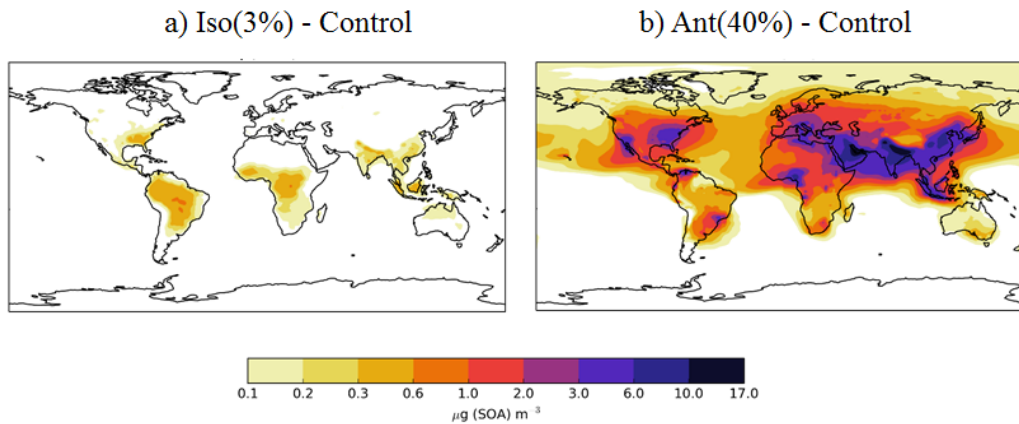 a) Iso(3%) - Control
b) Ant(40%) - Control
0.1 0.2 0.3 0.6 1.0 2.0 3.0 6.0 10.0 17.0
μg (SOA) m⁻³